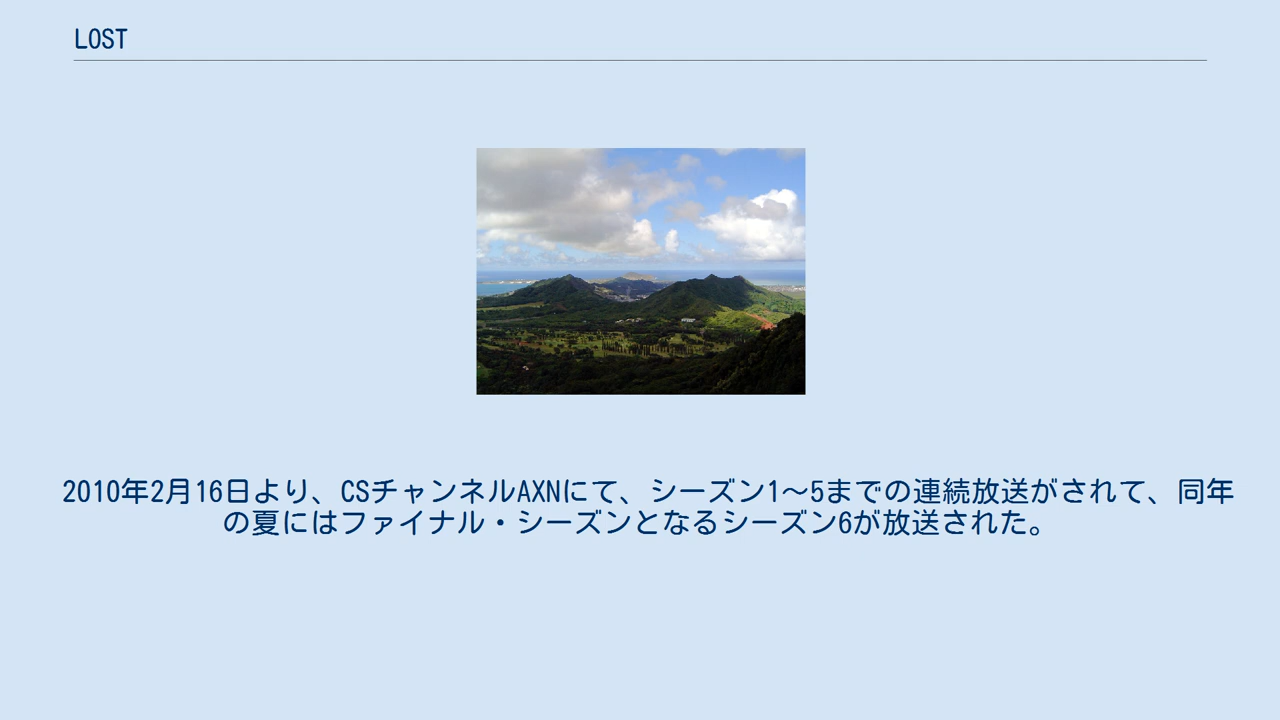 LOST
2010年2月16日より、CSチャンネルAXNにて、シーズン1〜5までの連続放送がされて、同年
の夏にはファイナル・シーズンとなるシーズン6が放送された。